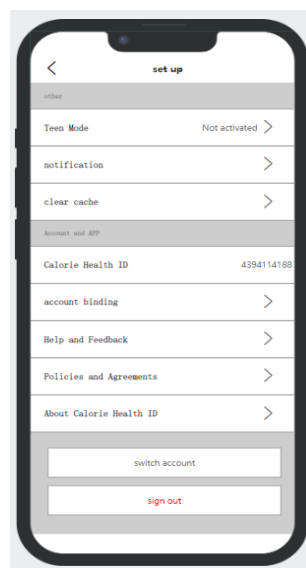 set up
other
Teen Mode Not activated
notification
clear cache
Account and APP
Calorie Health ID 4394114188
account binding
Help and Feedback
Policies and Agreements
About Calorie Health ID
switch account
sign out